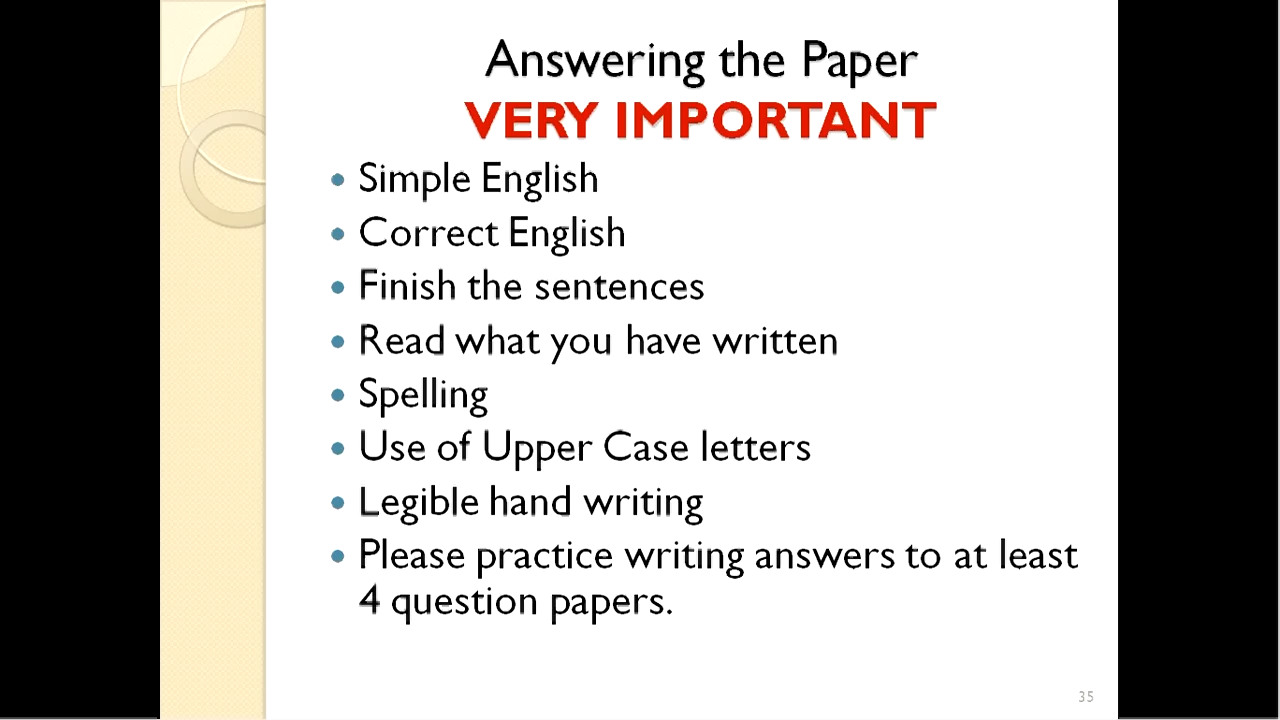 Answering the Paper
VERY IMPORTANT
• Simple English
• Correct English
• Finish the sentences
• Read what you have written
• Spelling
• Use of Upper Case letters
• Legible hand writing
• Please practice writing answers to at least
4 question papers.
35